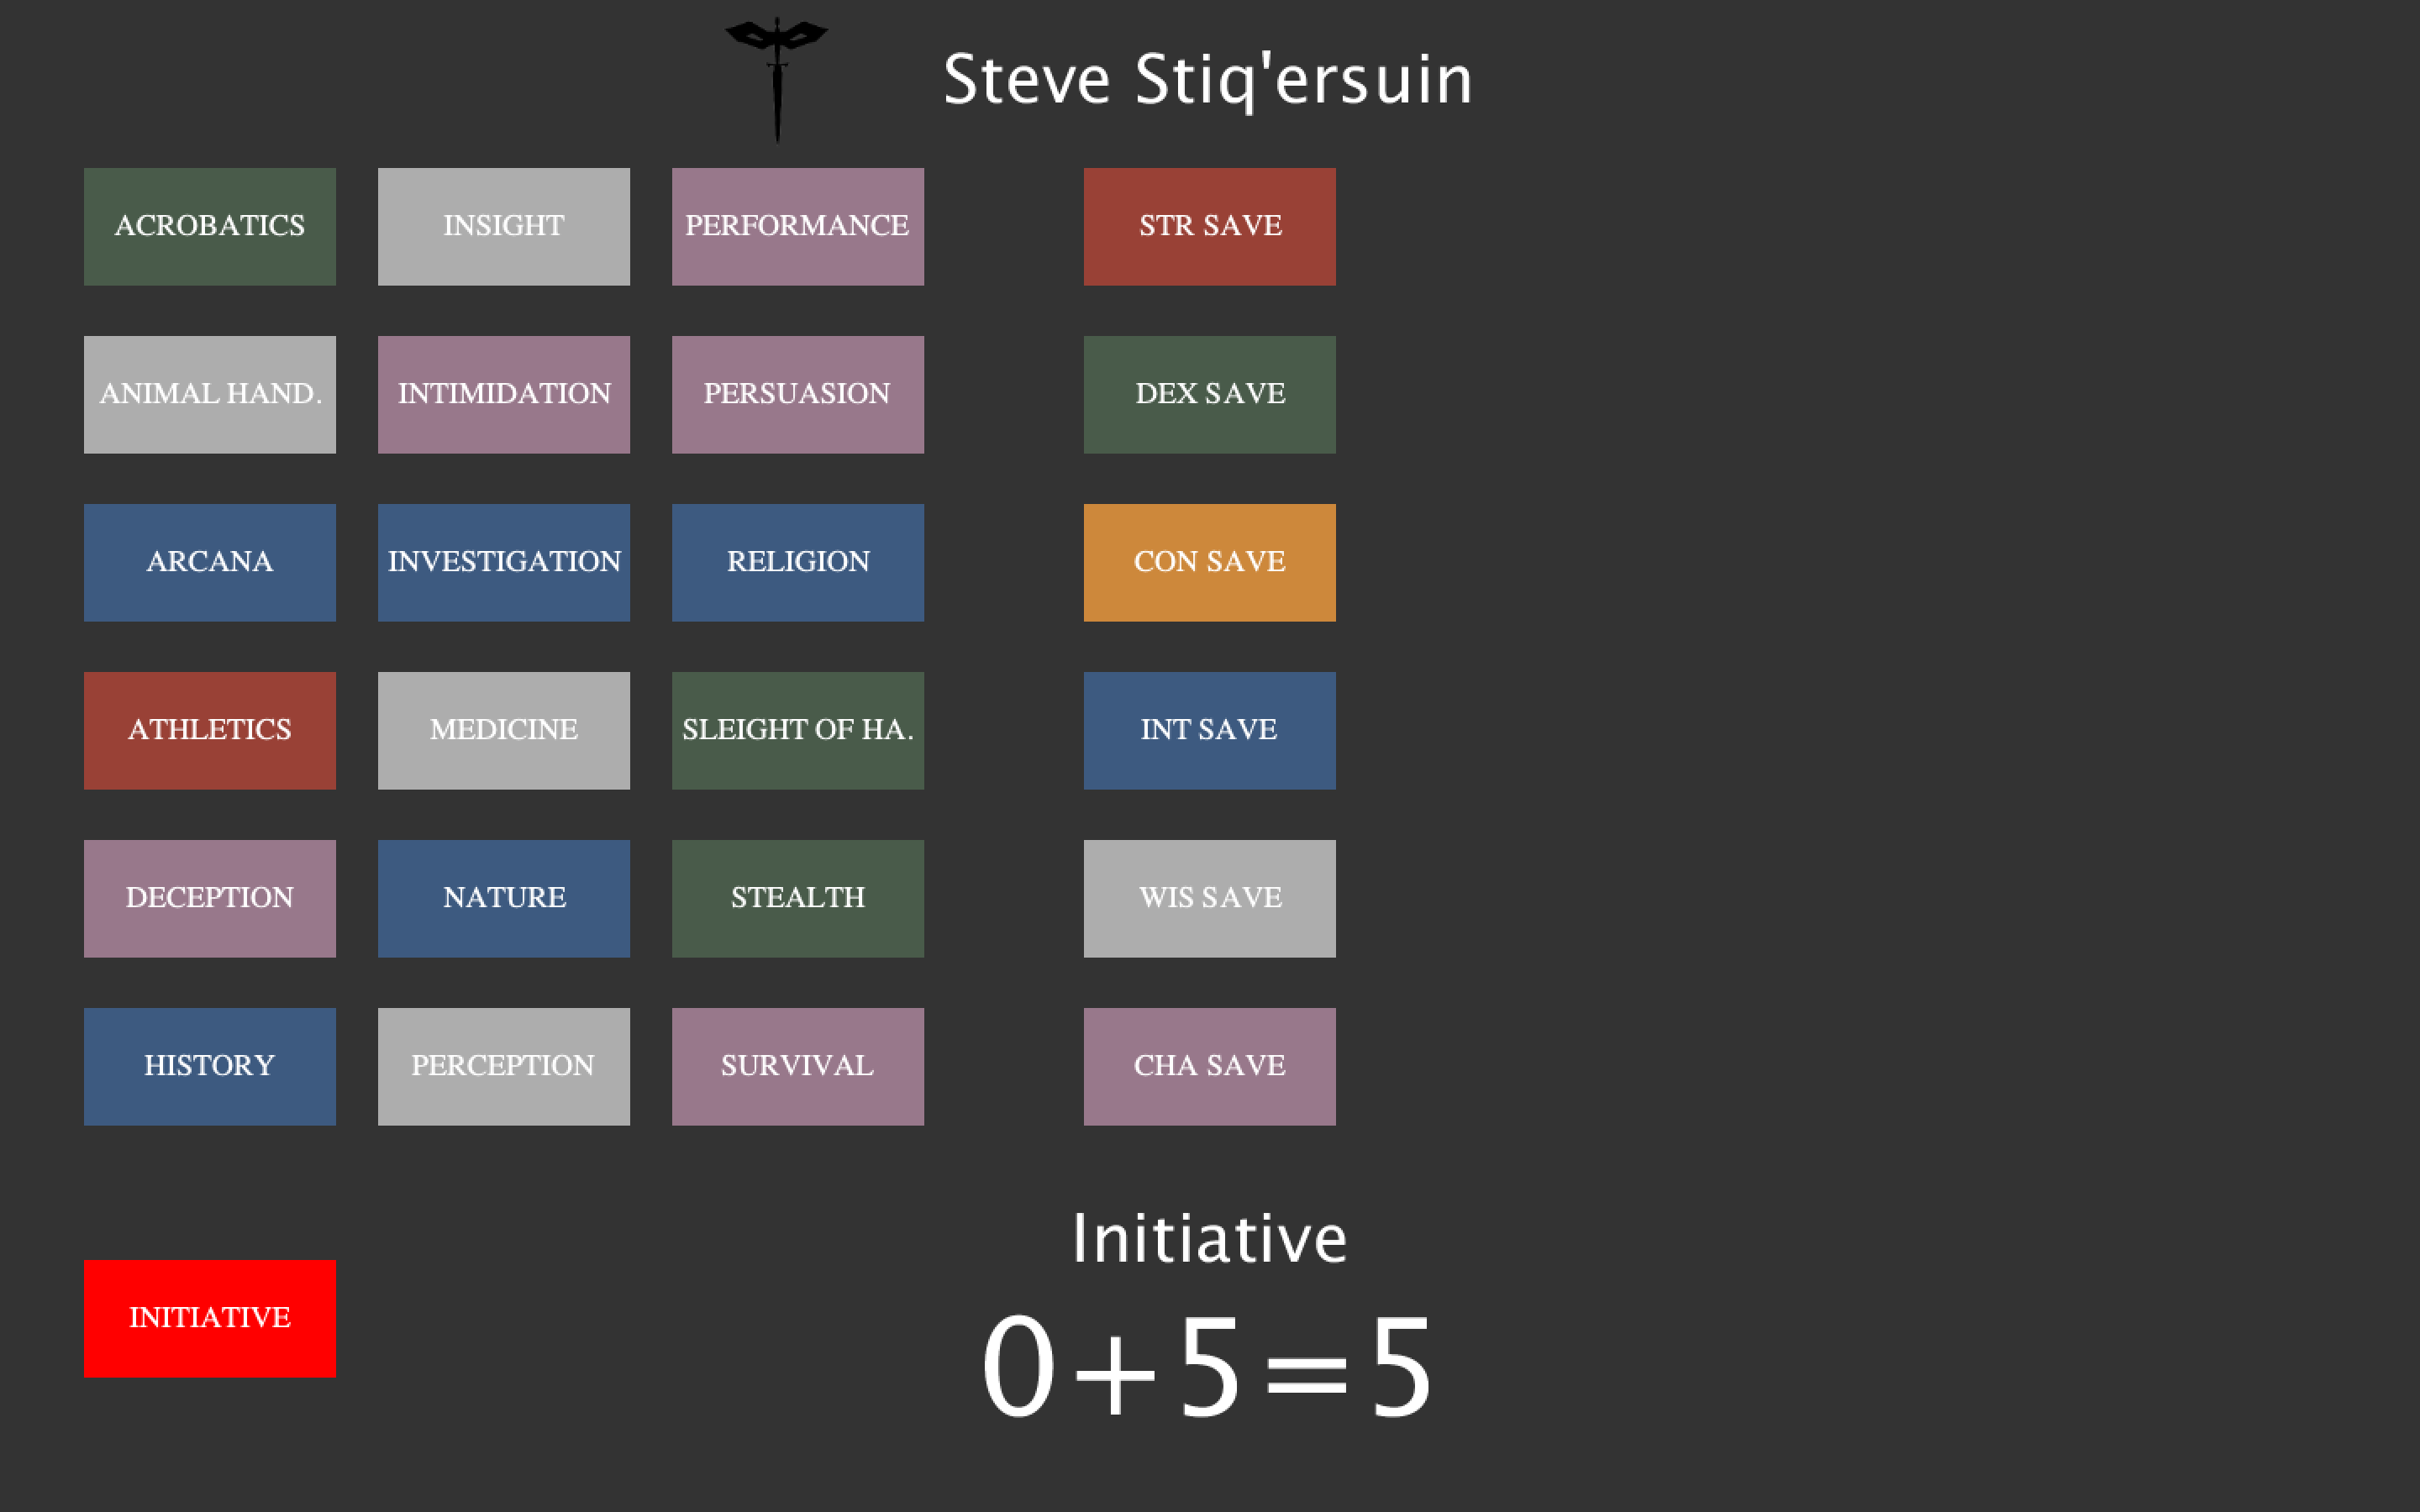 Steve Stiq'ersuin
ACROBATICS INSIGHT PERFORMANCE STR SAVE
ANIMAL HAND. INTIMIDATION PERSUASION DEX SAVE
ARCANA INVESTIGATION RELIGION CON SAVE
ATHLETICS MEDICINE SLEIGHT OF HA. INT SAVE
DECEPTION NATURE STEALTH WIS SAVE
HISTORY PERCEPTION SURVIVAL CHA SAVE
Initiative
INITIATIVE 0+5=5